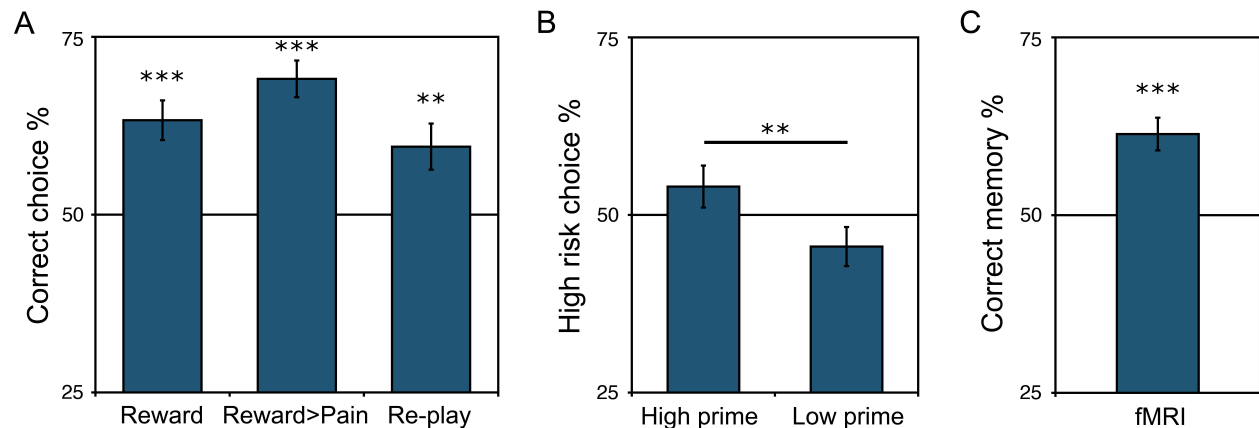 A
Correct choice %
75
50
25
***
***
**
Reward
Reward>Pain
Re-play
B
High risk choice %
75
50
25
**
High prime
Low prime
C
Correct memory %
75
50
25
***
fMRI